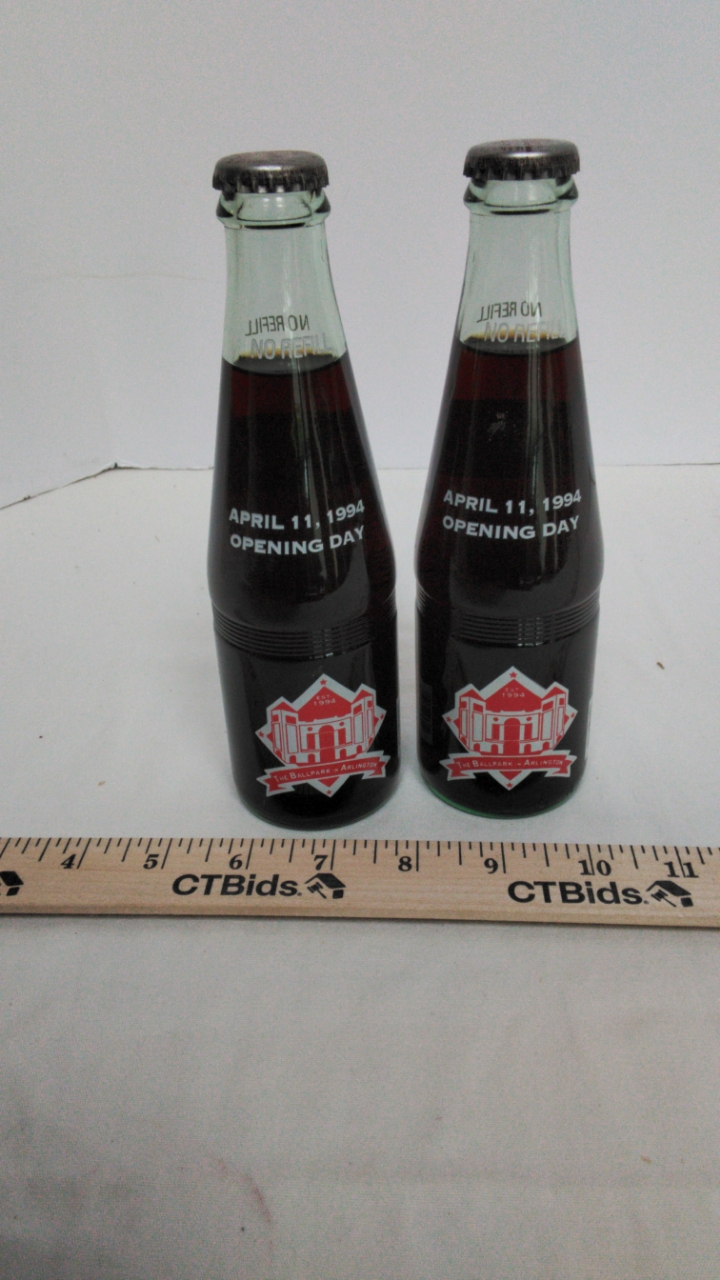 NO REFILL
NO REFILL
APRIL 11, 1994
OPENING DAY
EST
1994
THE BALLPARK IN ARLINGTON
NO REFILL
NO REFILL
APRIL 11, 1994
OPENING DAY
EST
1994
THE BALLPARK IN ARLINGTON
4 5 6 7 8 9 10 11
CTBids. CTBids.